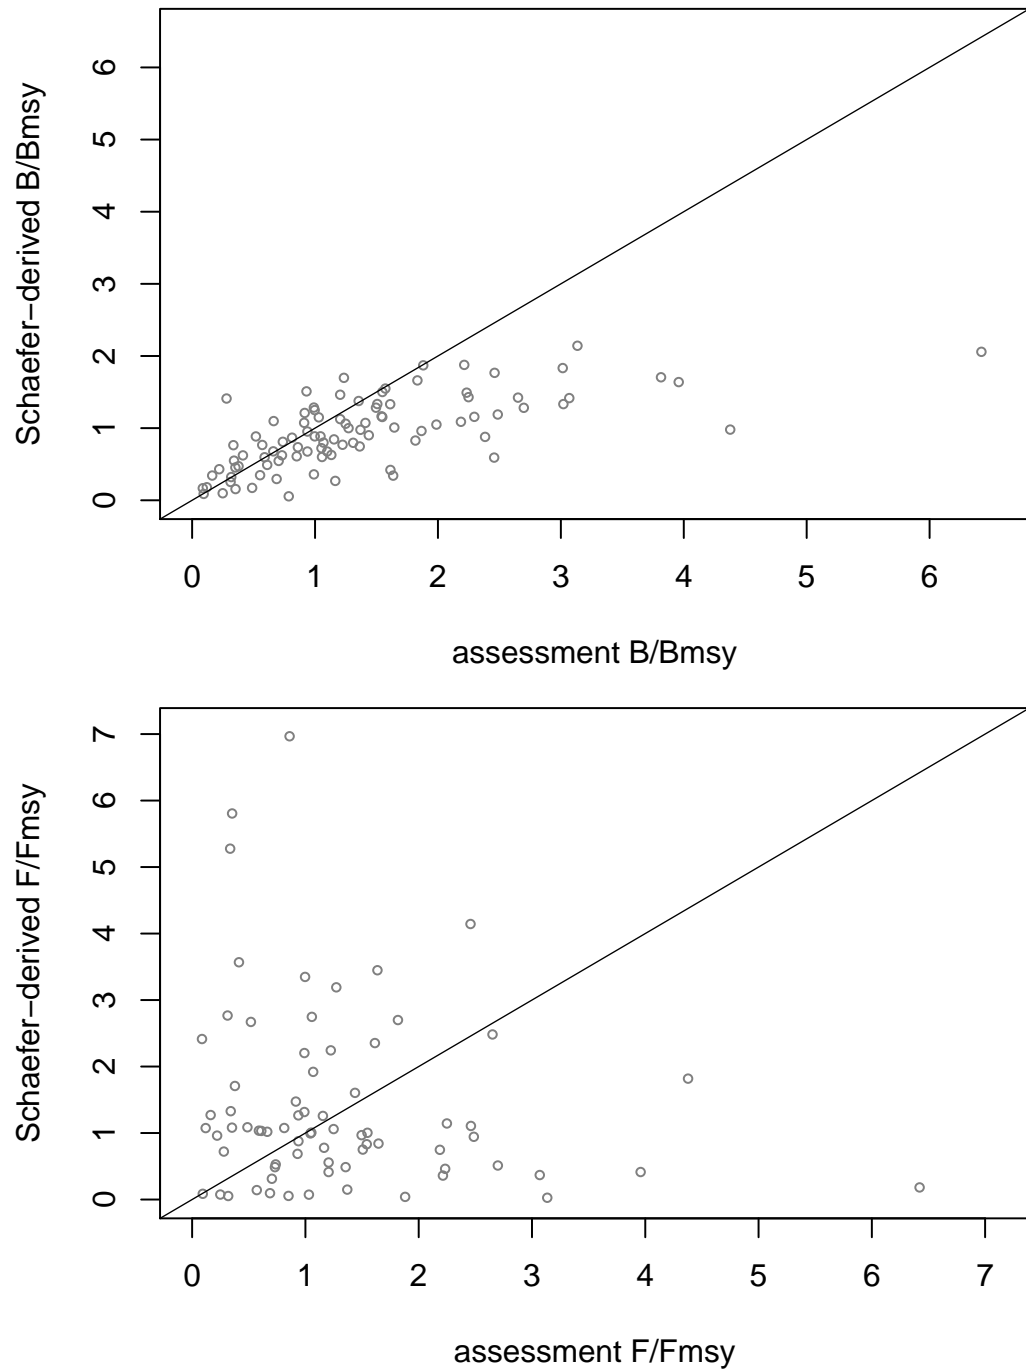 Schaefer−derived B/Bmsy
6
5
4
3
2
1
0
0 1 2 3 4 5 6
assessment B/Bmsy
Schaefer−derived F/Fmsy
7
6
5
4
3
2
1
0
0 1 2 3 4 5 6 7
assessment F/Fmsy